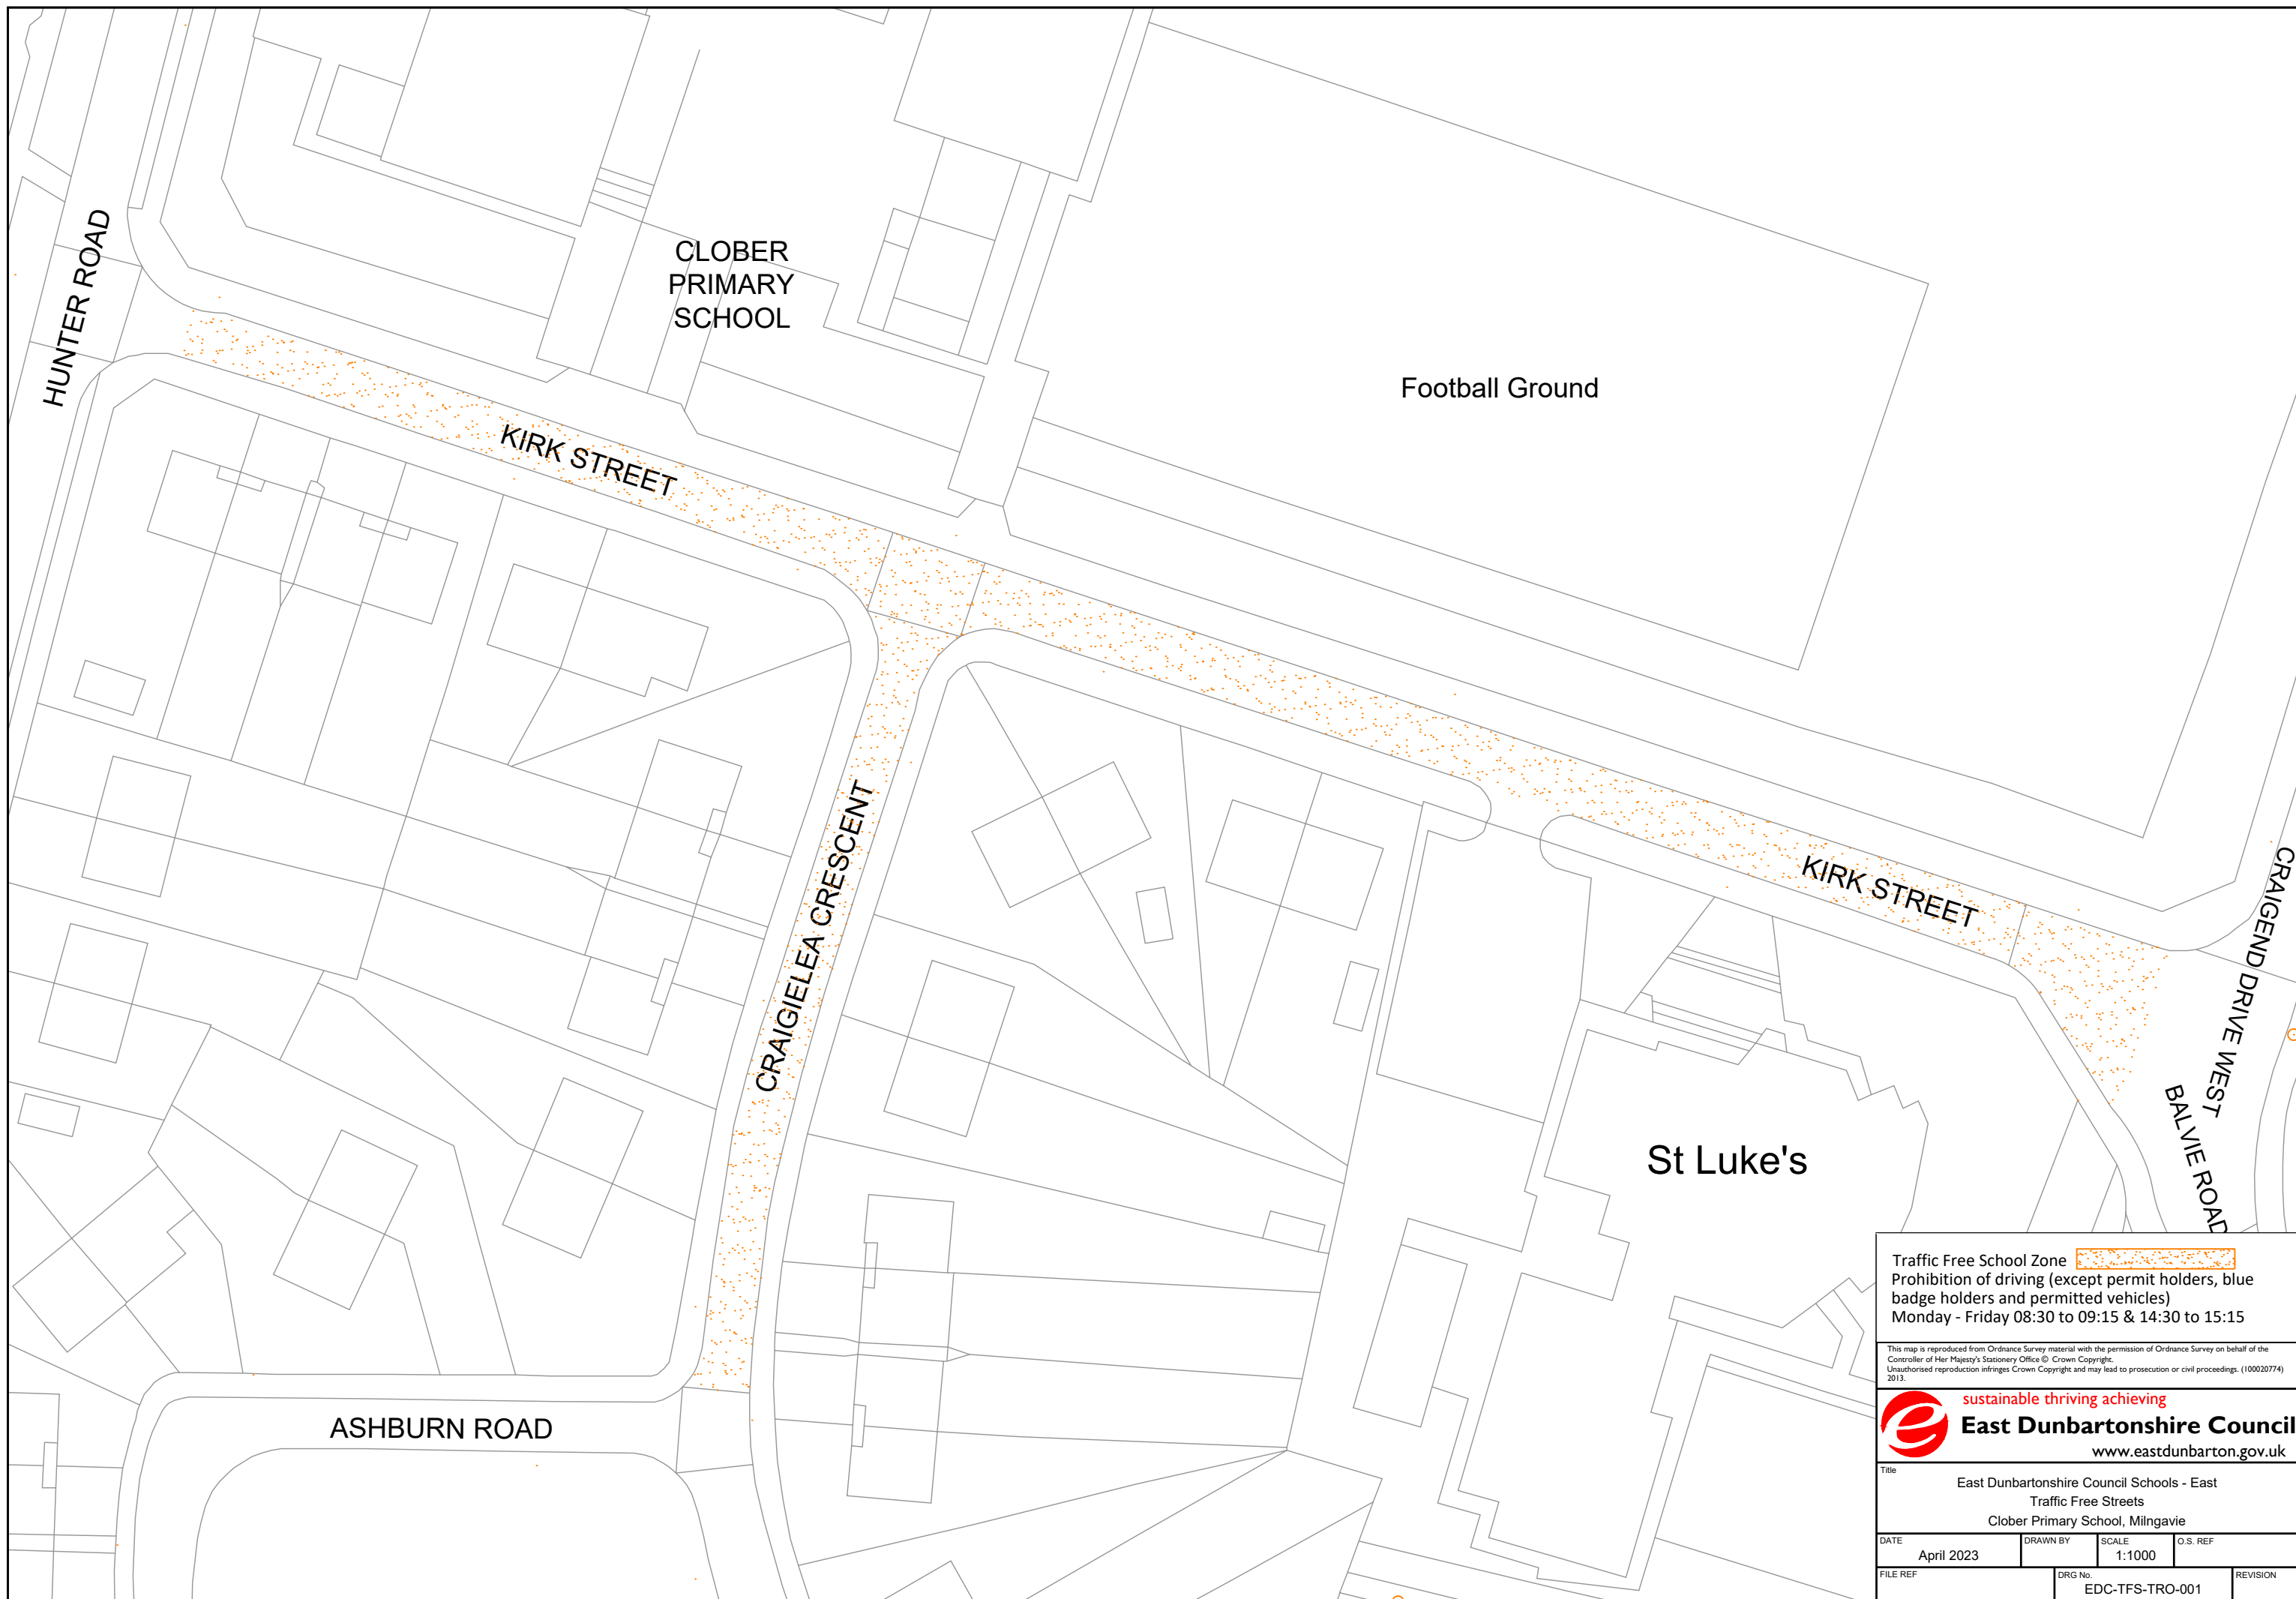 HUNTER ROAD
CLOBER
PRIMARY
SCHOOL
Football Ground
KIRK STREET
CRAIGIELEA CRESCENT
KIRK STREET
CRAIGEND DRIVE WEST
BALVIE ROAD
St Luke's
ASHBURN ROAD
Traffic Free School Zone
Prohibition of driving (except permit holders, blue
badge holders and permitted vehicles)
Monday - Friday 08:30 to 09:15 & 14:30 to 15:15
This map is reproduced from Ordnance Survey material with the permission of Ordnance Survey on behalf of the
Controller of Her Majesty's Stationery Office © Crown Copyright.
Unauthorised reproduction infringes Crown Copyright and may lead to prosecution or civil proceedings. (100020774)
2013.
sustainable thriving achieving
East Dunbartonshire Council
www.eastdunbarton.gov.uk
Title
East Dunbartonshire Council Schools - East
Traffic Free Streets
Clober Primary School, Milngavie
DATE
April 2023
DRAWN BY
SCALE
1:1000
O.S. REF
FILE REF
DRG No.
EDC-TFS-TRO-001
REVISION